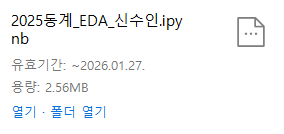 2025동계_EDA_신수인.ipy
nb
유효기간: ~2026.01.27.
용량: 2.56MB
열기 · 폴더 열기